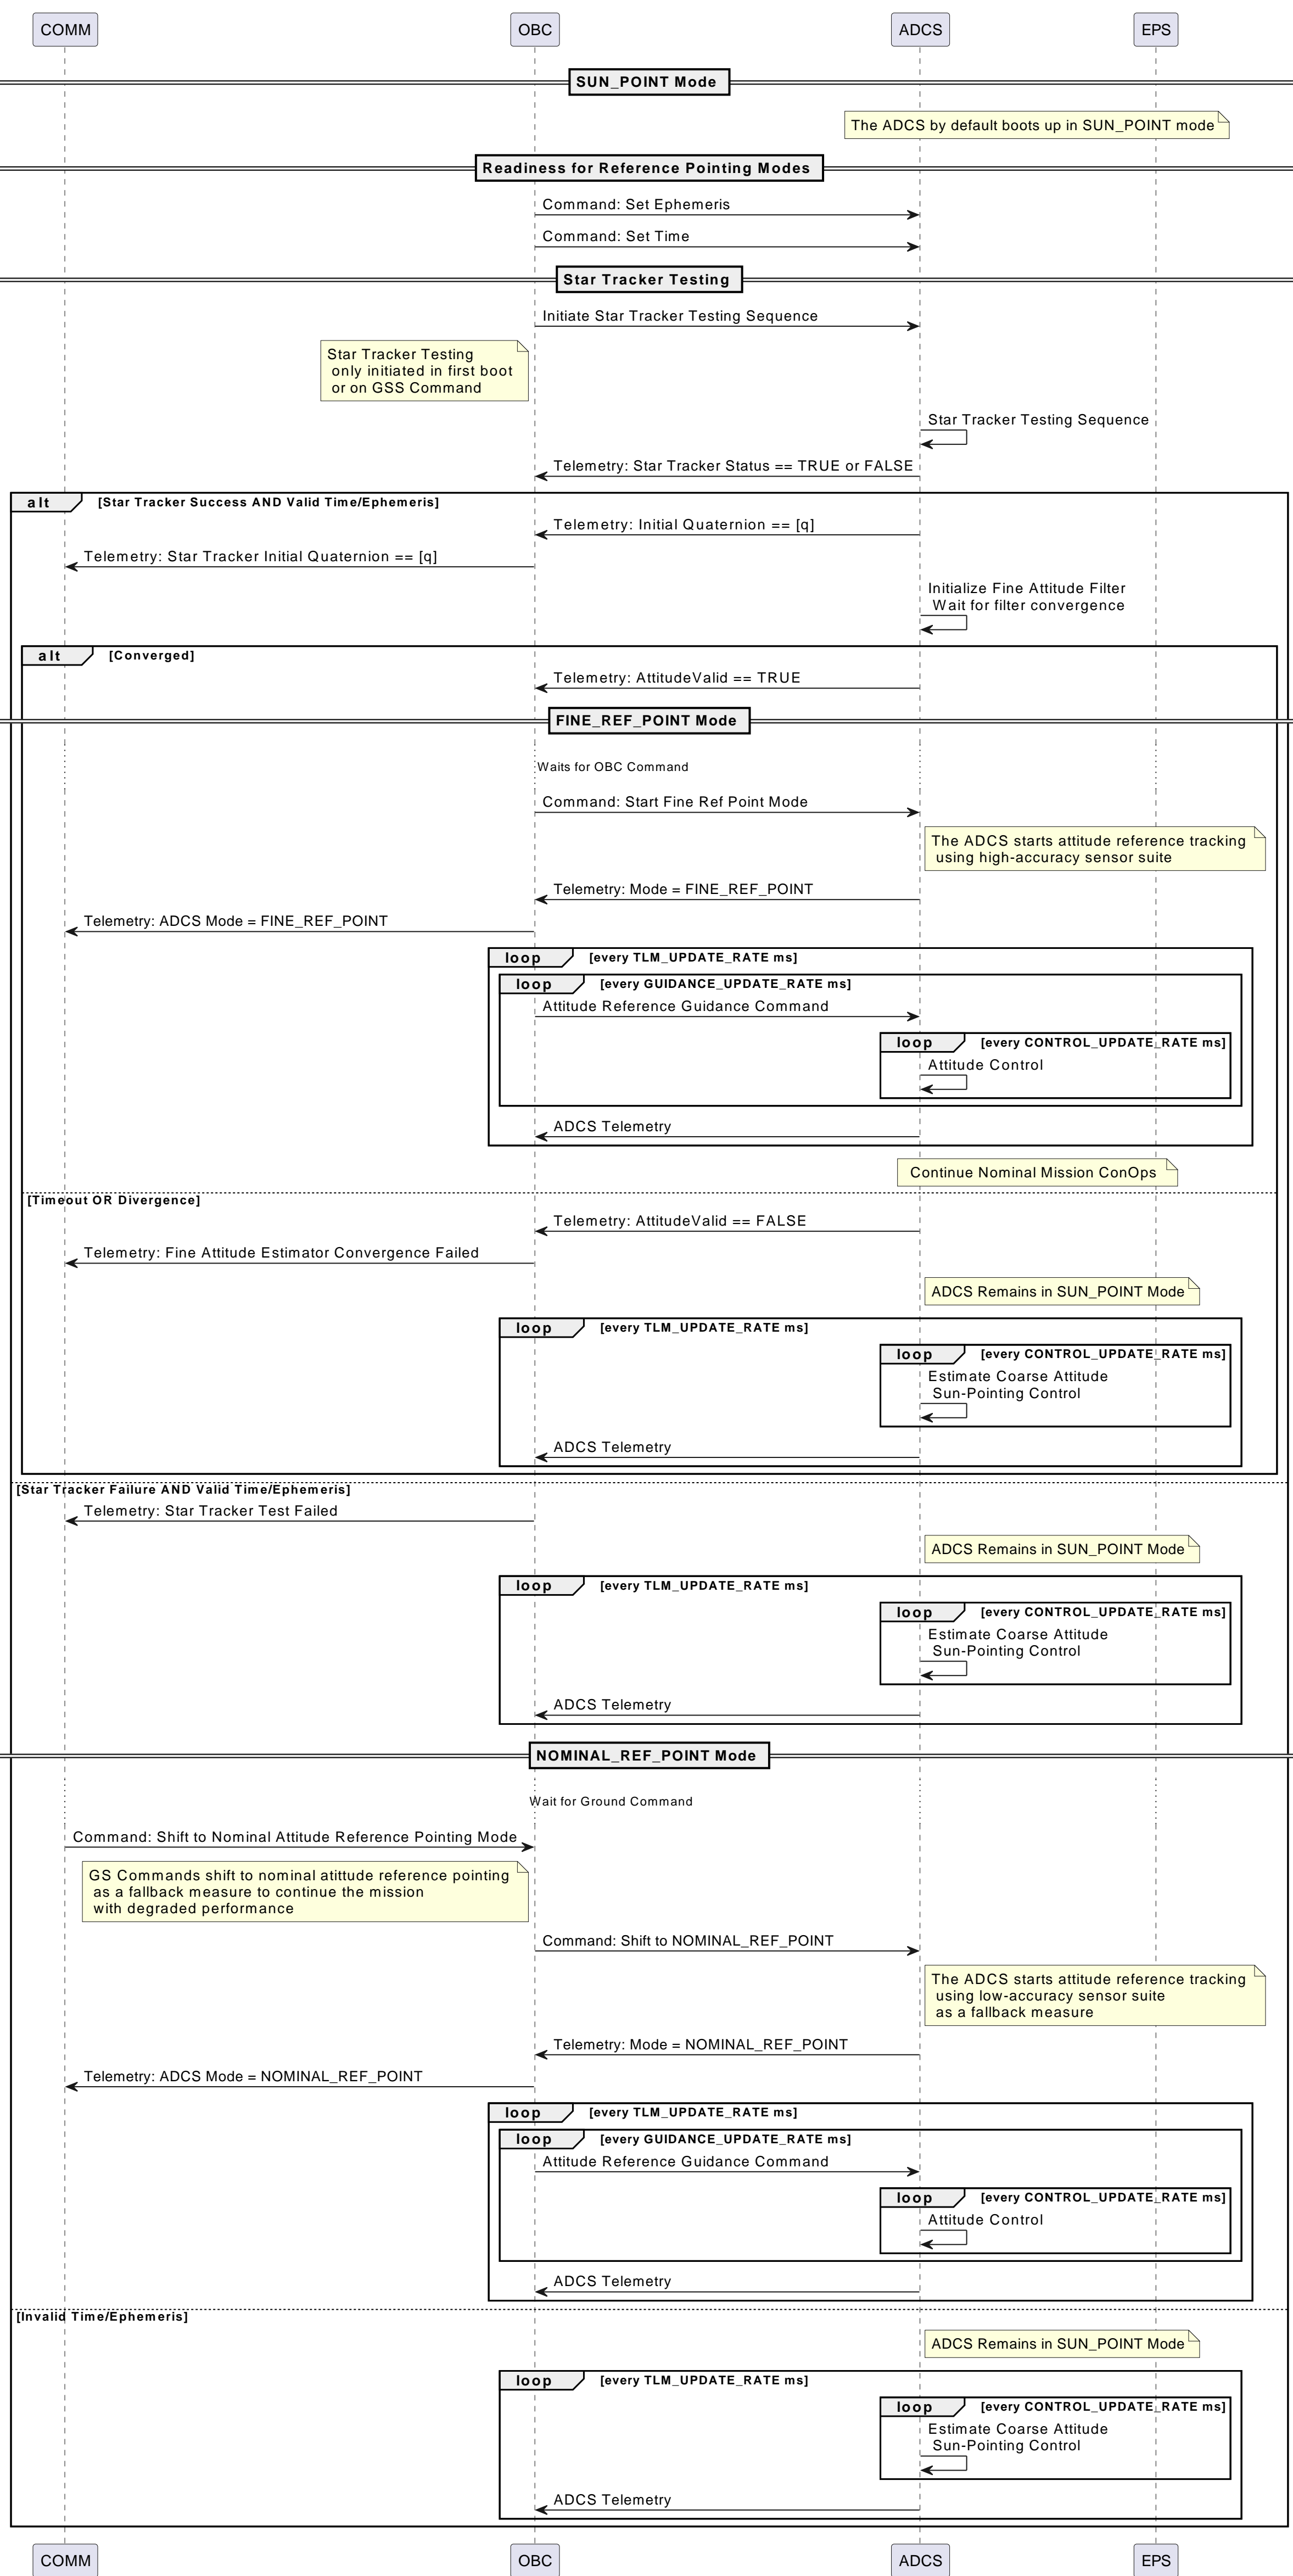 COMM
OBC
ADCS
EPS
SUN_POINT Mode
The ADCS by default boots up in SUN_POINT mode
Readiness for Reference Pointing Modes
Command: Set Ephemeris
Command: Set Time
Star Tracker Testing
Initiate Star Tracker Testing Sequence
Star Tracker Testing
only initiated in first boot
or on GSS Command
Star Tracker Testing Sequence
Telemetry: Star Tracker Status == TRUE or FALSE
alt
[Star Tracker Success AND Valid Time/Ephemeris]
Telemetry: Initial Quaternion == [q]
Telemetry: Star Tracker Initial Quaternion == [q]
Initialize Fine Attitude Filter
Wait for filter convergence
alt
[Converged]
Telemetry: AttitudeValid == TRUE
FINE_REF_POINT Mode
Waits for OBC Command
Command: Start Fine Ref Point Mode
The ADCS starts attitude reference tracking
using high-accuracy sensor suite
Telemetry: Mode = FINE_REF_POINT
Telemetry: ADCS Mode = FINE_REF_POINT
loop
[every TLM_UPDATE_RATE ms]
loop
[every GUIDANCE_UPDATE_RATE ms]
Attitude Reference Guidance Command
loop
[every CONTROL_UPDATE_RATE ms]
Attitude Control
ADCS Telemetry
Continue Nominal Mission ConOps
[Timeout OR Divergence]
Telemetry: AttitudeValid == FALSE
Telemetry: Fine Attitude Estimator Convergence Failed
ADCS Remains in SUN_POINT Mode
loop
[every TLM_UPDATE_RATE ms]
loop
[every CONTROL_UPDATE_RATE ms]
Estimate Coarse Attitude
Sun-Pointing Control
ADCS Telemetry
[Star Tracker Failure AND Valid Time/Ephemeris]
Telemetry: Star Tracker Test Failed
ADCS Remains in SUN_POINT Mode
loop
[every TLM_UPDATE_RATE ms]
loop
[every CONTROL_UPDATE_RATE ms]
Estimate Coarse Attitude
Sun-Pointing Control
ADCS Telemetry
NOMINAL_REF_POINT Mode
Wait for Ground Command
Command: Shift to Nominal Attitude Reference Pointing Mode
GS Commands shift to nominal atittude reference pointing
as a fallback measure to continue the mission
with degraded performance
Command: Shift to NOMINAL_REF_POINT
The ADCS starts attitude reference tracking
using low-accuracy sensor suite
as a fallback measure
Telemetry: Mode = NOMINAL_REF_POINT
Telemetry: ADCS Mode = NOMINAL_REF_POINT
loop
[every TLM_UPDATE_RATE ms]
loop
[every GUIDANCE_UPDATE_RATE ms]
Attitude Reference Guidance Command
loop
[every CONTROL_UPDATE_RATE ms]
Attitude Control
ADCS Telemetry
[Invalid Time/Ephemeris]
ADCS Remains in SUN_POINT Mode
loop
[every TLM_UPDATE_RATE ms]
loop
[every CONTROL_UPDATE_RATE ms]
Estimate Coarse Attitude
Sun-Pointing Control
ADCS Telemetry
COMM
OBC
ADCS
EPS